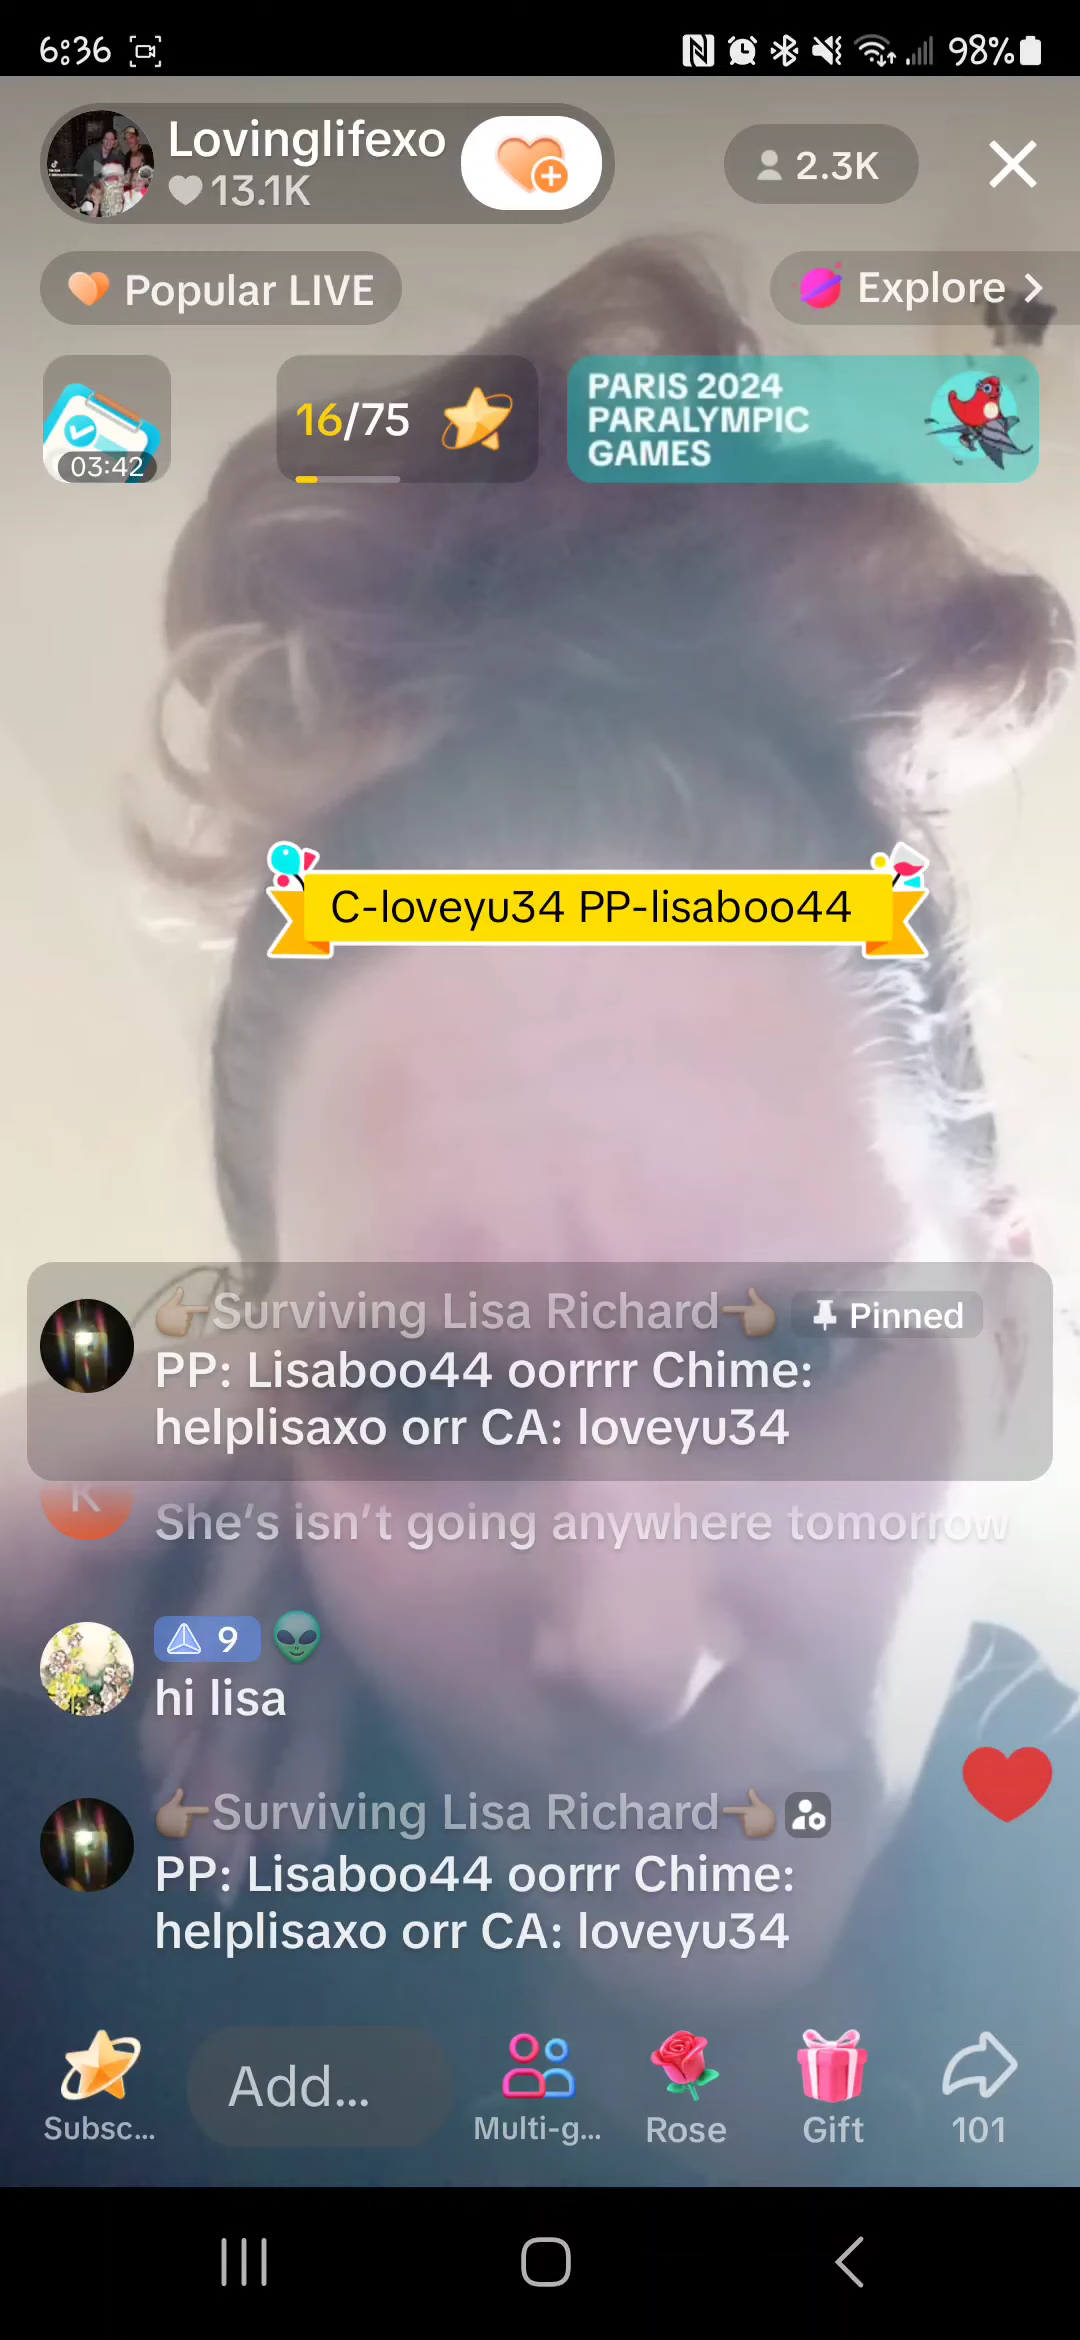 6:36 98%
Lovinglifexo
13.1K
2.3K
Popular LIVE
Explore >
03:42
16/75
PARIS 2024
PARALYMPIC
GAMES
C-loveyu34 PP-lisaboo44
👉🏼Surviving Lisa Richard👈🏼 Pinned
PP: Lisaboo44 oorrrr Chime:
helplisaxo orr CA: loveyu34
K
She's isn't going anywhere tomorrow
9 👽
hi lisa
👉🏼Surviving Lisa Richard👈🏼
PP: Lisaboo44 oorrr Chime:
helplisaxo orr CA: loveyu34
Add...
Subsc...
Multi-g...
Rose
Gift
101